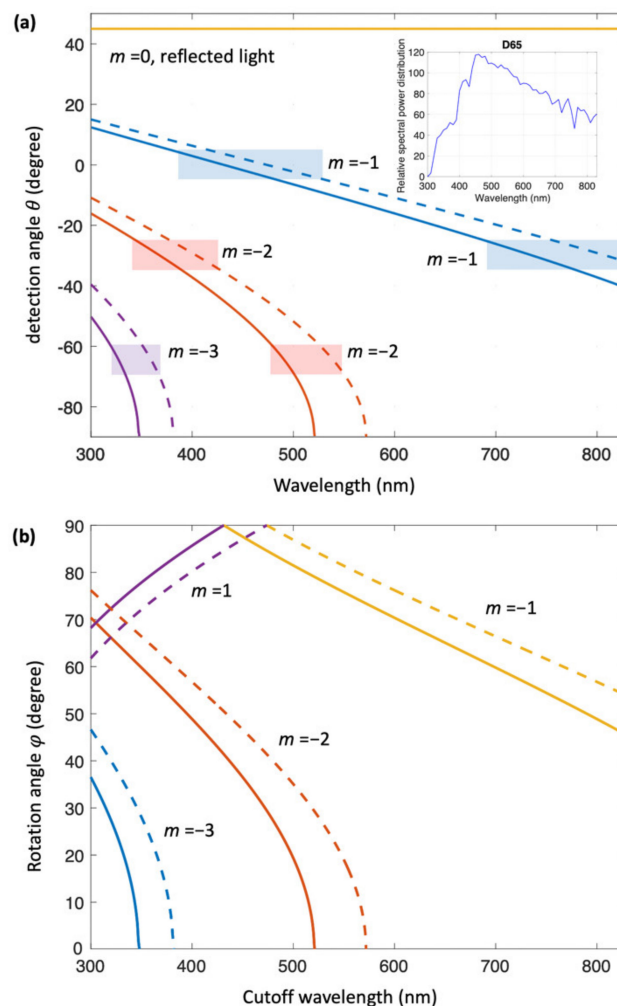 (a)
m =0, reflected light
D65
Relative spectral power distribution
120
100
80
60
40
20
0
300 400 500 600 700 800
Wavelength (nm)
detection angle θ (degree)
40
20
0
-20
-40
-60
-80
m=−1
m=−2
m=−1
m=−3
m=−2
300 400 500 600 700 800
Wavelength (nm)
(b)
Rotation angle φ (degree)
90
80
70
60
50
40
30
20
10
0
m =1
m=−1
m=−2
m=−3
300 400 500 600 700 800
Cutoff wavelength (nm)